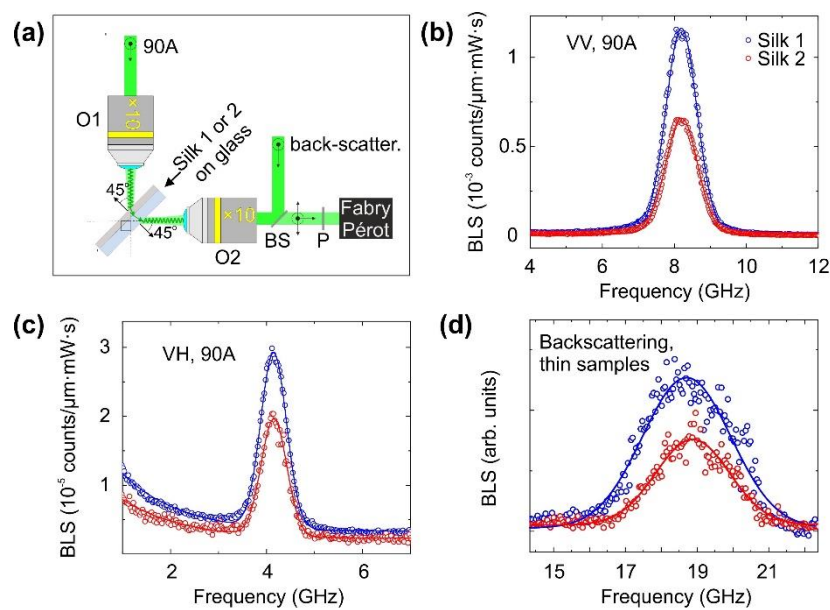 (a)
90A
O1
×10
Silk 1 or 2
on glass
45°
45°
back-scatter.
×10
O2
BS
P
Fabry
Pérot
(b)
VV, 90A
Silk 1
Silk 2
BLS (10⁻³ counts/µm·mW·s)
1
0.5
0
4 6 8 10 12
Frequency (GHz)
(c)
VH, 90A
BLS (10⁻⁵ counts/µm·mW·s)
3
2
1
2 4 6
Frequency (GHz)
(d)
Backscattering,
thin samples
BLS (arb. units)
15 17 19 21
Frequency (GHz)